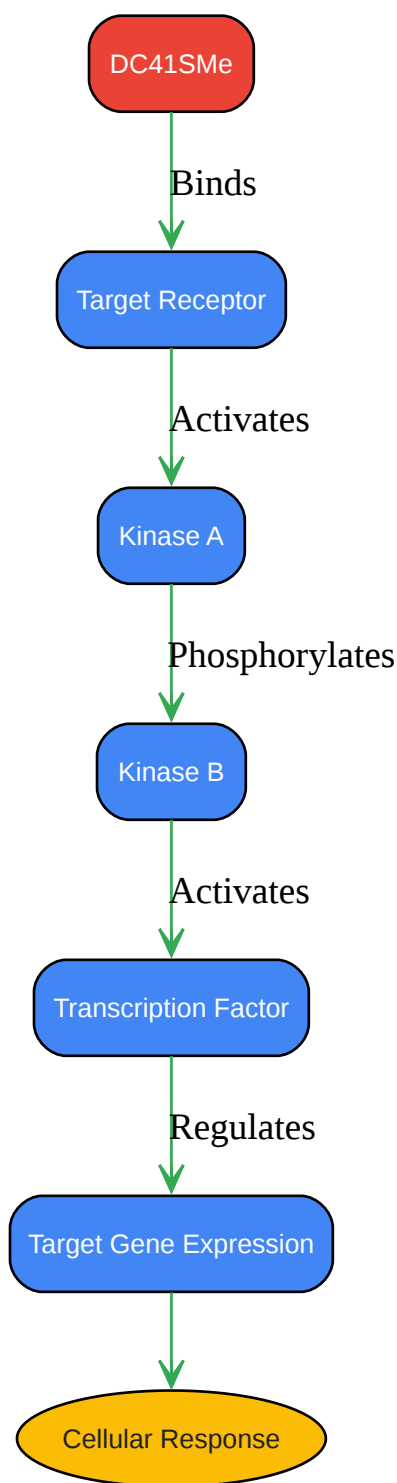 DC41SMe
Binds
Target Receptor
Activates
Kinase A
Phosphorylates
Kinase B
Activates
Transcription Factor
Regulates
Target Gene Expression
Cellular Response